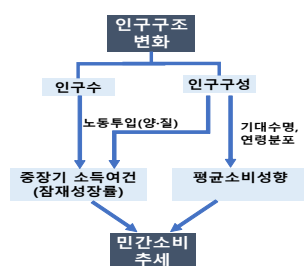 인구구조
변화
인구수
인구구성
노동투입(양·질)
기대수명,
연령분포
중장기 소득여건
(잠재성장률)
평균소비성향
민간소비
추세